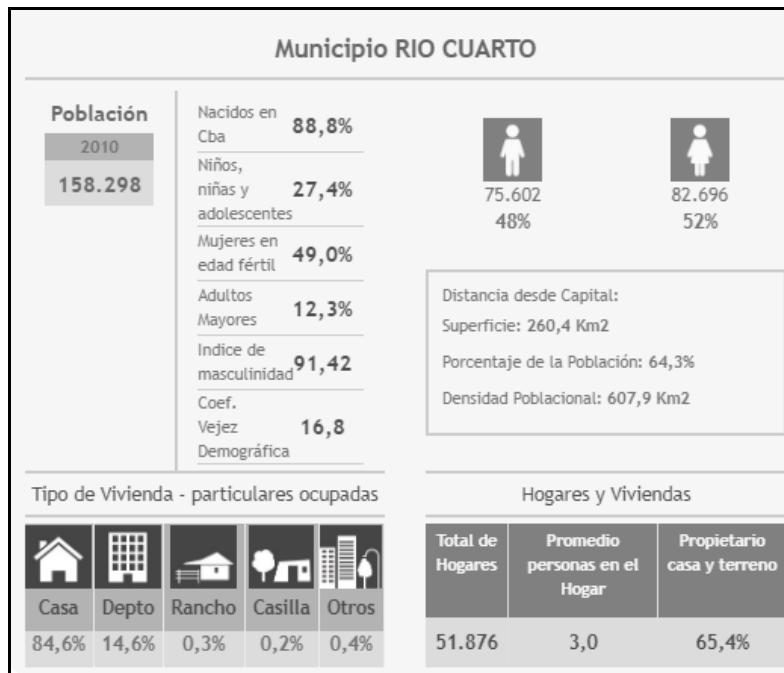 Municipio RIO CUARTO
Población
2010
158.298
Nacidos en
Cba
88,8%
Niños,
niñas y
adolescentes
27,4%
Mujeres en
edad fértil
49,0%
Adultos
Mayores
12,3%
Indice de
masculinidad
91,42
Coef.
Vejez
Demográfica
16,8
75.602
48%
82.696
52%
Distancia desde Capital:
Superficie: 260,4 Km2
Porcentaje de la Población: 64,3%
Densidad Poblacional: 607,9 Km2
Tipo de Vivienda - particulares ocupadas
Casa Depto Rancho Casilla Otros
84,6% 14,6% 0,3% 0,2% 0,4%
Hogares y Viviendas
Total de
Hogares
Promedio
personas en el
Hogar
Propietario
casa y terreno
51.876 3,0 65,4%